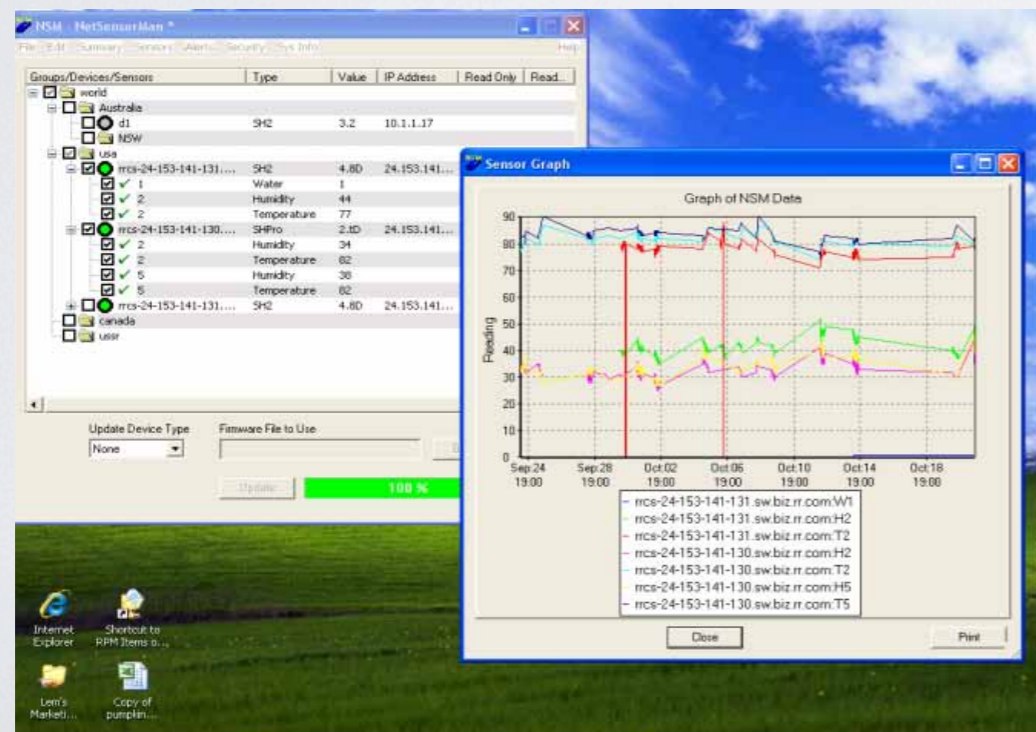 NSM - NetSensorMan *
File Edit Summary Sensors Alerts Security Sys Info Help
Groups/Devices/Sensors Type Value IP Address Read Only Read...
world
Australia
d1 SH2 3.2 10.1.1.17
NSW
usa
rrcs-24-153-141-131.... SH2 4.8D 24.153.141...
1 Water 1
2 Humidity 44
2 Temperature 77
rrcs-24-153-141-130.... SHPro 2.tD 24.153.141...
2 Humidity 34
2 Temperature 82
5 Humidity 38
5 Temperature 82
rrcs-24-153-141-131.... SH2 4.8D 24.153.141...
canada
ussr
Update Device Type Firmware File to Use
None
Update 100 %
Sensor Graph
Graph of NSM Data
Reading
90
80
70
60
50
40
30
20
10
0
Sep:24 Sep:28 Oct:02 Oct:06 Oct:10 Oct:14 Oct:18
19:00 19:00 19:00 19:00 19:00 19:00 19:00
rrcs-24-153-141-131.sw.biz.rr.com:W1
rrcs-24-153-141-131.sw.biz.rr.com:H2
rrcs-24-153-141-131.sw.biz.rr.com:T2
rrcs-24-153-141-130.sw.biz.rr.com:H2
rrcs-24-153-141-130.sw.biz.rr.com:T2
rrcs-24-153-141-130.sw.biz.rr.com:H5
rrcs-24-153-141-130.sw.biz.rr.com:T5
Close Print
Internet
Explorer
Shortcut to
RPM Items o...
Lem's
Marketi...
Copy of
pumpkin...